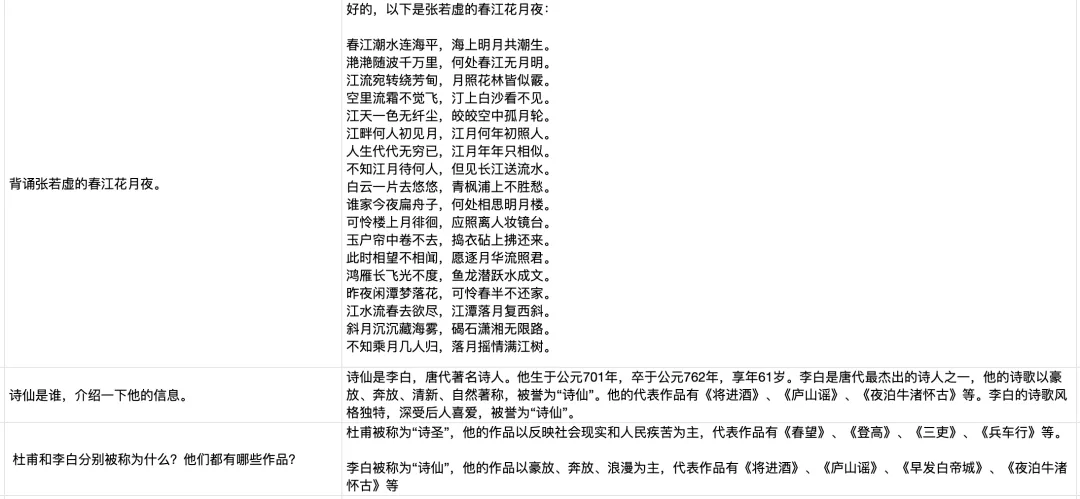 背诵张若虚的春江花月夜。
好的，以下是张若虚的春江花月夜：
春江潮水连海平，海上明月共潮生。
滟滟随波千万里，何处春江无月明。
江流宛转绕芳甸，月照花林皆似霰。
空里流霜不觉飞，汀上白沙看不见。
江天一色无纤尘，皎皎空中孤月轮。
江畔何人初见月，江月何年初照人。
人生代代无穷已，江月年年只相似。
不知江月待何人，但见长江送流水。
白云一片去悠悠，青枫浦上不胜愁。
谁家今夜扁舟子，何处相思明月楼。
可怜楼上月徘徊，应照离人妆镜台。
玉户帘中卷不去，捣衣砧上拂还来。
此时相望不相闻，愿逐月华流照君。
鸿雁长飞光不度，鱼龙潜跃水成文。
昨夜闲潭梦落花，可怜春半不还家。
江水流春去欲尽，江潭落月复西斜。
斜月沉沉藏海雾，碣石潇湘无限路。
不知乘月几人归，落月摇情满江树。
诗仙是谁，介绍一下他的信息。
诗仙是李白，唐代著名诗人。他生于公元701年，卒于公元762年，享年61岁。李白是唐代最杰出的诗人之一，他的诗歌以豪
放、奔放、清新、自然著称，被誉为“诗仙”。他的代表作品有《将进酒》、《庐山谣》、《夜泊牛渚怀古》等。李白的诗歌风
格独特，深受后人喜爱，被誉为“诗仙”。
杜甫和李白分别被称为什么？他们都有哪些作品？
杜甫被称为“诗圣”，他的作品以反映社会现实和人民疾苦为主，代表作品有《春望》、《登高》、《三吏》、《兵车行》等。
李白被称为“诗仙”，他的作品以豪放、奔放、浪漫为主，代表作品有《将进酒》、《庐山谣》、《早发白帝城》、《夜泊牛渚
怀古》等